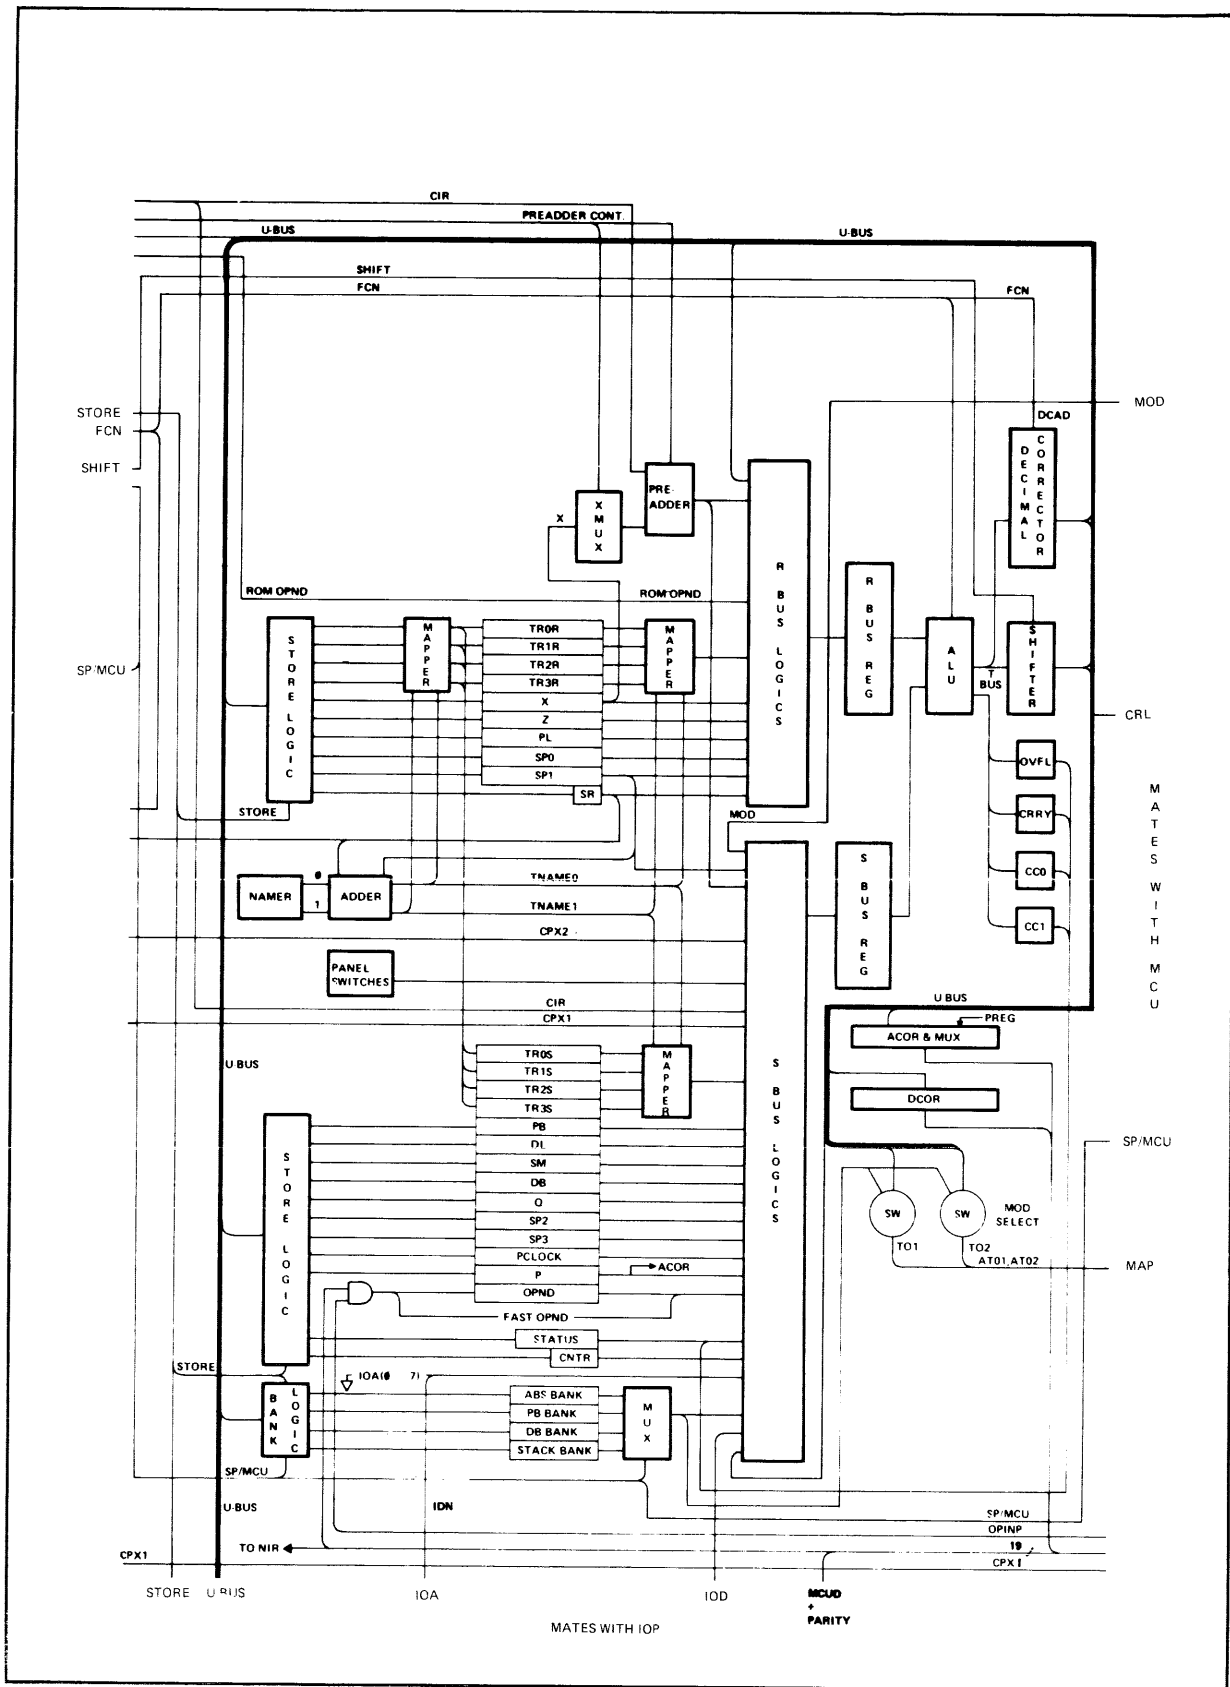 CIR
PREADDER CONT.
U-BUS
U-BUS
SHIFT
FCN
FCN
STORE
FCN
MOD
DCAD
SHIFT
DECIMAL CORRECTOR
PRE-ADDER
XMUX
X
R BUS LOGICS
R BUS REG
ROM OPND
ROM OPND
STORE LOGIC
MAPPER
TR0R
TR1R
TR2R
TR3R
X
Z
PL
SP0
SP1
SR
MAPPER
ALU
T BUS
SHIFTER
SP/MCU
CRL
OVFL
CRRY
CC0
CC1
STORE
MOD
MATES WITH MCU
NAMER
0
1
ADDER
TNAME0
TNAME1
S BUS REG
CPX2
PANEL SWITCHES
CIR
CPX1
U BUS
PREG
ACOR & MUX
DCOR
U-BUS
TR0S
TR1S
TR2S
TR3S
PB
DL
SM
DB
Q
SP2
SP3
PCLOCK
P
OPND
MAPPER
S BUS LOGICS
STORE LOGIC
ACOR
FAST OPND
STATUS
CNTR
SP/MCU
SW
SW
MOD
SELECT
TO1
TO2
AT01,AT02
MAP
STORE
IOA(0 7)
BANK LOGIC
ABS BANK
PB BANK
DB BANK
STACK BANK
MUX
SP/MCU
U-BUS
IDN
SP/MCU
OPINP
19
TO NIR
CPX1
CPX1
STORE
U BUS
IOA
IOD
MCUD
+
PARITY
MATES WITH IOP